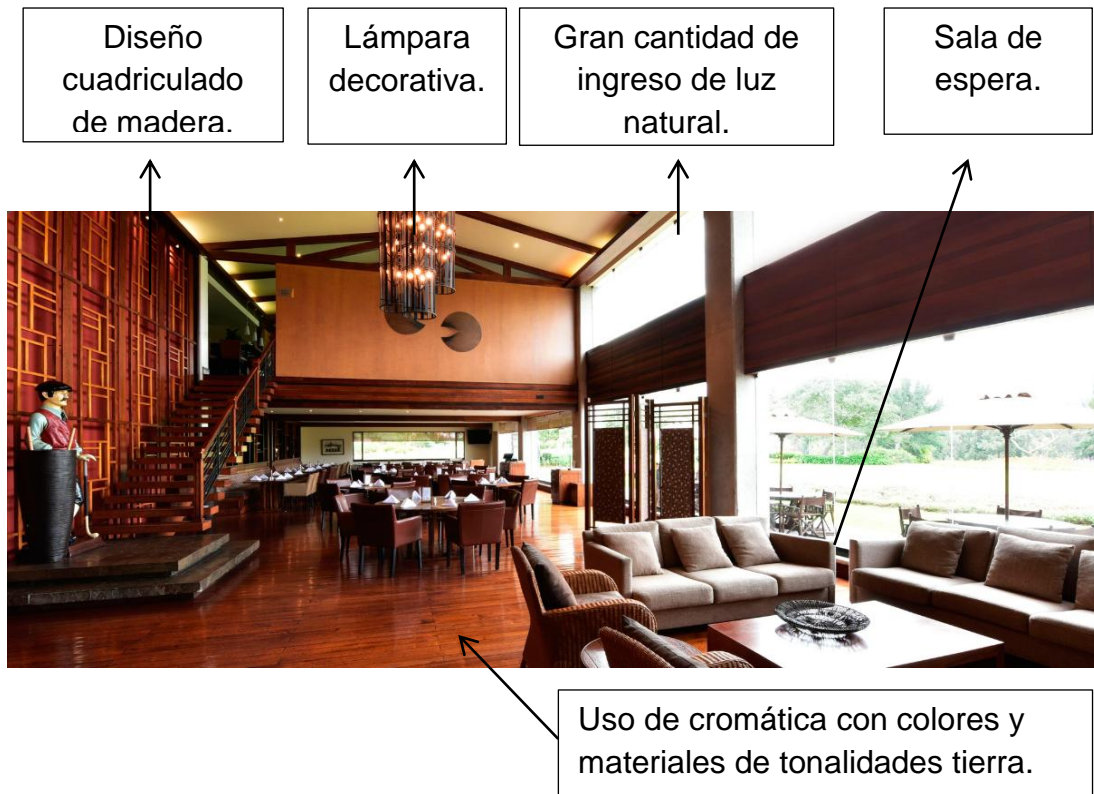 Diseño
cuadriculado
de madera.
Lámpara
decorativa.
Gran cantidad de
ingreso de luz
natural.
Sala de
espera.
Uso de cromática con colores y
materiales de tonalidades tierra.